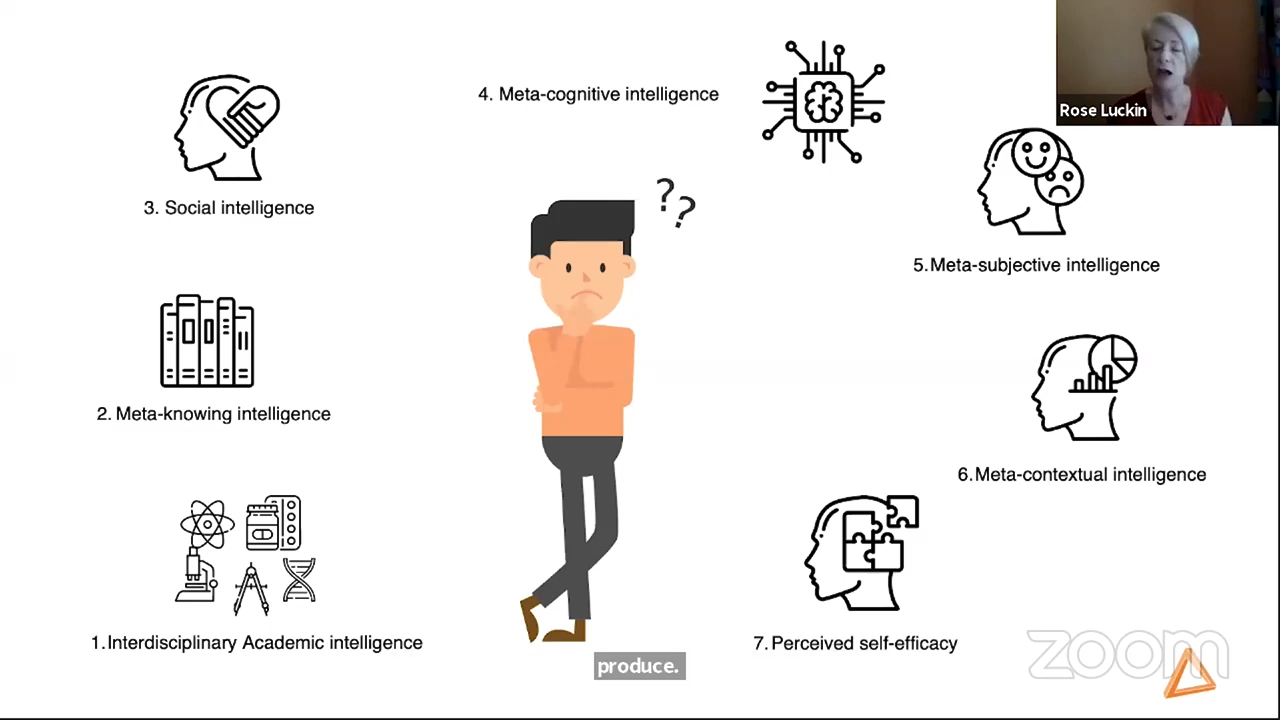 4. Meta-cognitive intelligence
Rose Luckin
??
3. Social intelligence
5.Meta-subjective intelligence
2. Meta-knowing intelligence
6.Meta-contextual intelligence
1.Interdisciplinary Academic intelligence
7.Perceived self-efficacy
zoom
produce.